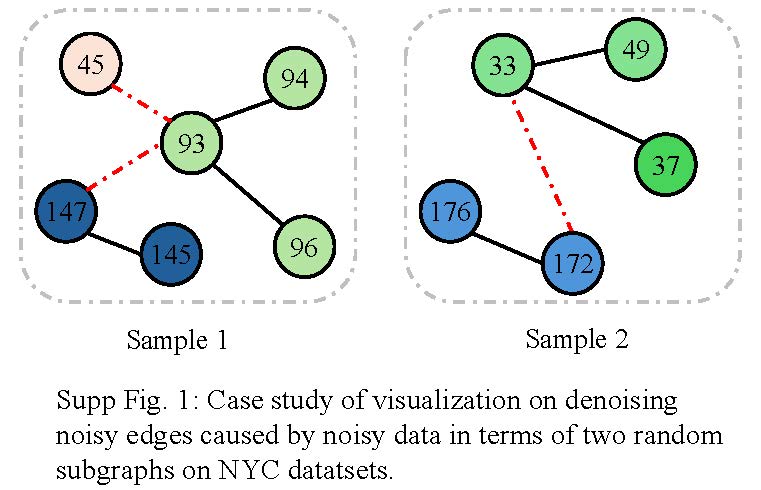 45
94
93
147
145
96
33
49
37
176
172
Sample 1
Sample 2
Supp Fig. 1: Case study of visualization on denoising
noisy edges caused by noisy data in terms of two random
subgraphs on NYC datatsets.